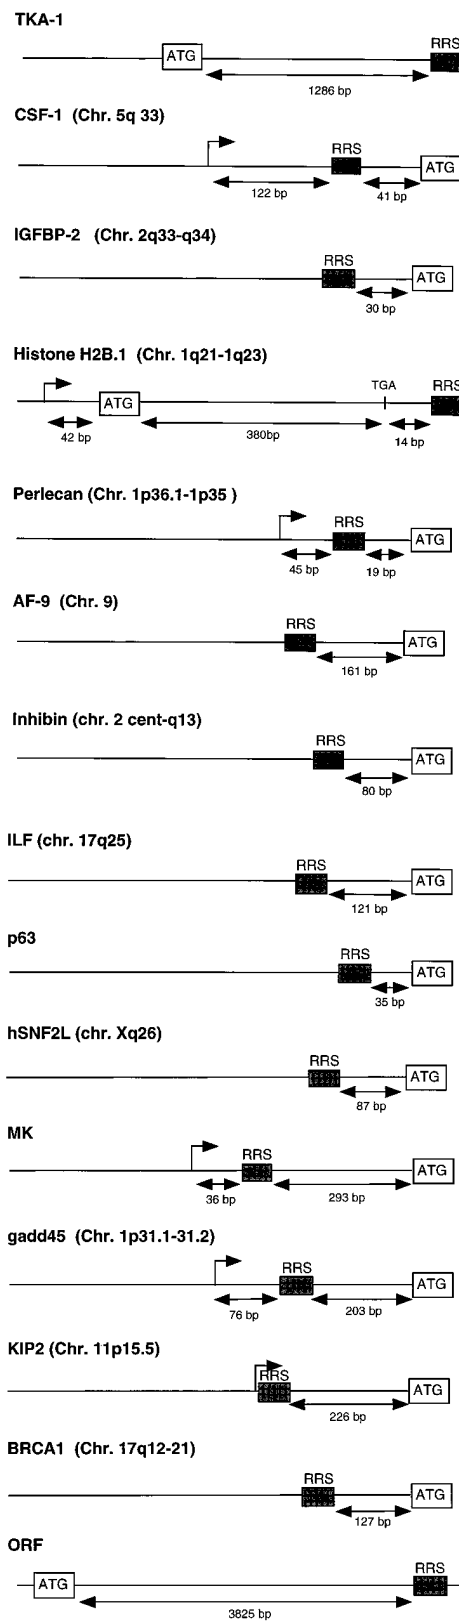 TKA-1
RRS
ATG
1286 bp
CSF-1 (Chr. 5q 33)
RRS
ATG
122 bp
41 bp
IGFBP-2 (Chr. 2q33-q34)
RRS
ATG
30 bp
Histone H2B.1 (Chr. 1q21-1q23)
TGA
RRS
ATG
42 bp
380bp
14 bp
Perlecan (Chr. 1p36.1-1p35 )
RRS
ATG
45 bp
19 bp
AF-9 (Chr. 9)
RRS
ATG
161 bp
Inhibin (chr. 2 cent-q13)
RRS
ATG
80 bp
ILF (chr. 17q25)
RRS
ATG
121 bp
p63
RRS
ATG
35 bp
hSNF2L (chr. Xq26)
RRS
ATG
87 bp
MK
RRS
ATG
36 bp
293 bp
gadd45 (Chr. 1p31.1-31.2)
RRS
ATG
76 bp
203 bp
KIP2 (Chr. 11p15.5)
RRS
ATG
226 bp
BRCA1 (Chr. 17q12-21)
RRS
ATG
127 bp
ORF
RRS
ATG
3825 bp